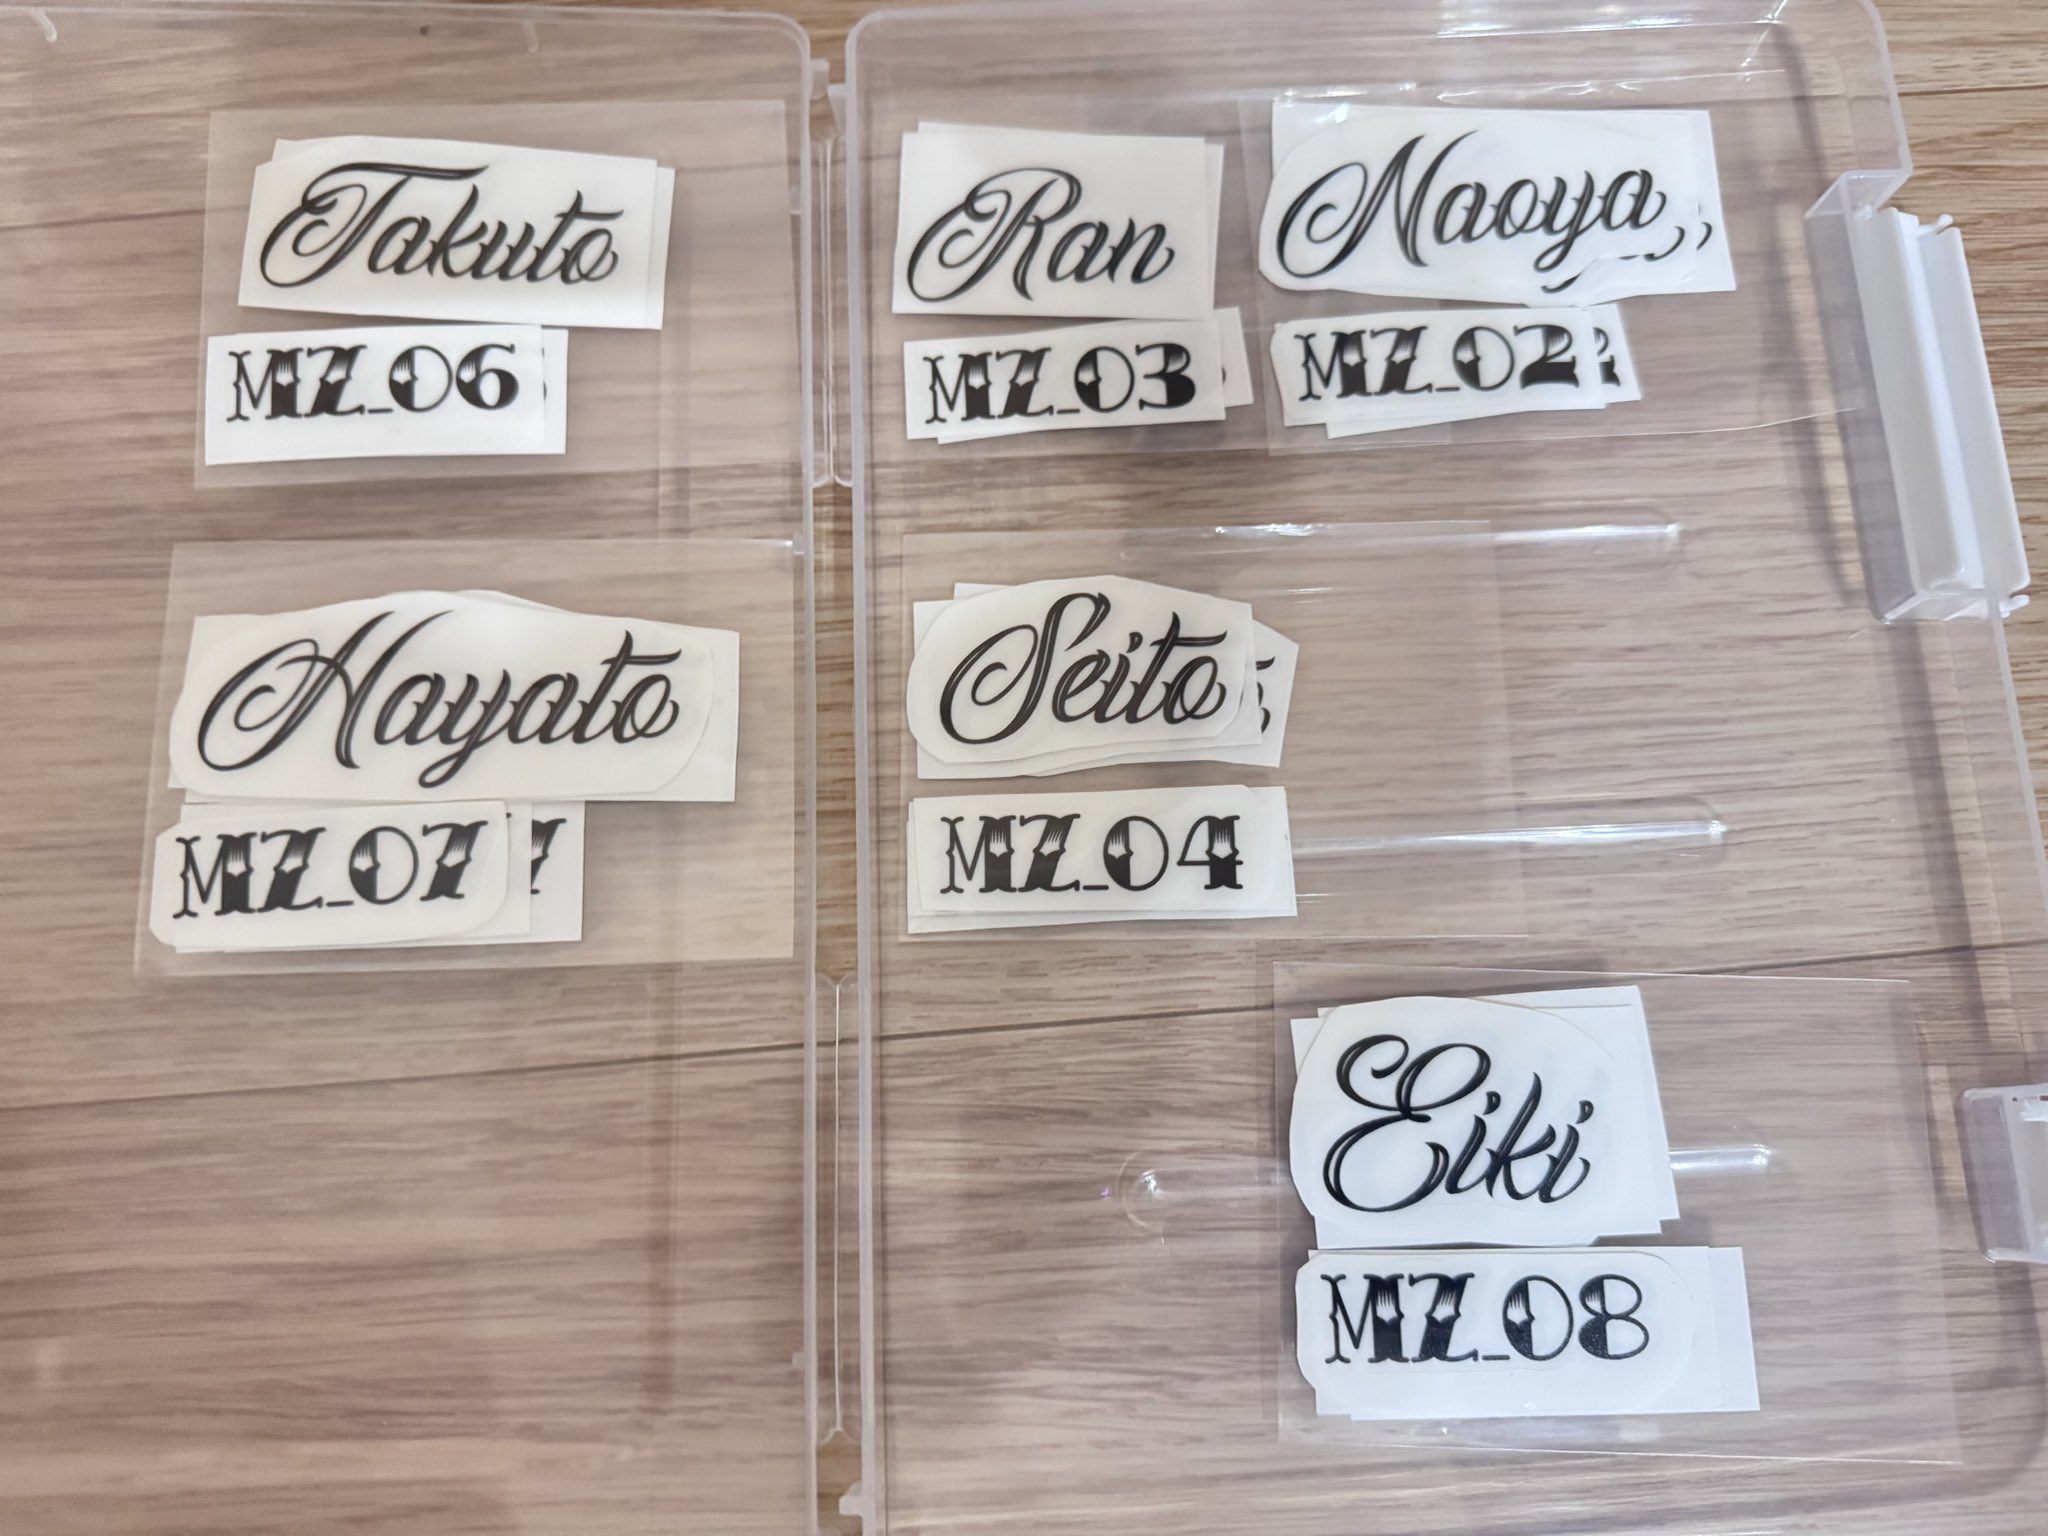 Takuto
MZ_06
Ran
MZ_03
Naoya
MZ_02
Hayato
MZ_07
Seito
MZ_04
Eiki
MZ_08